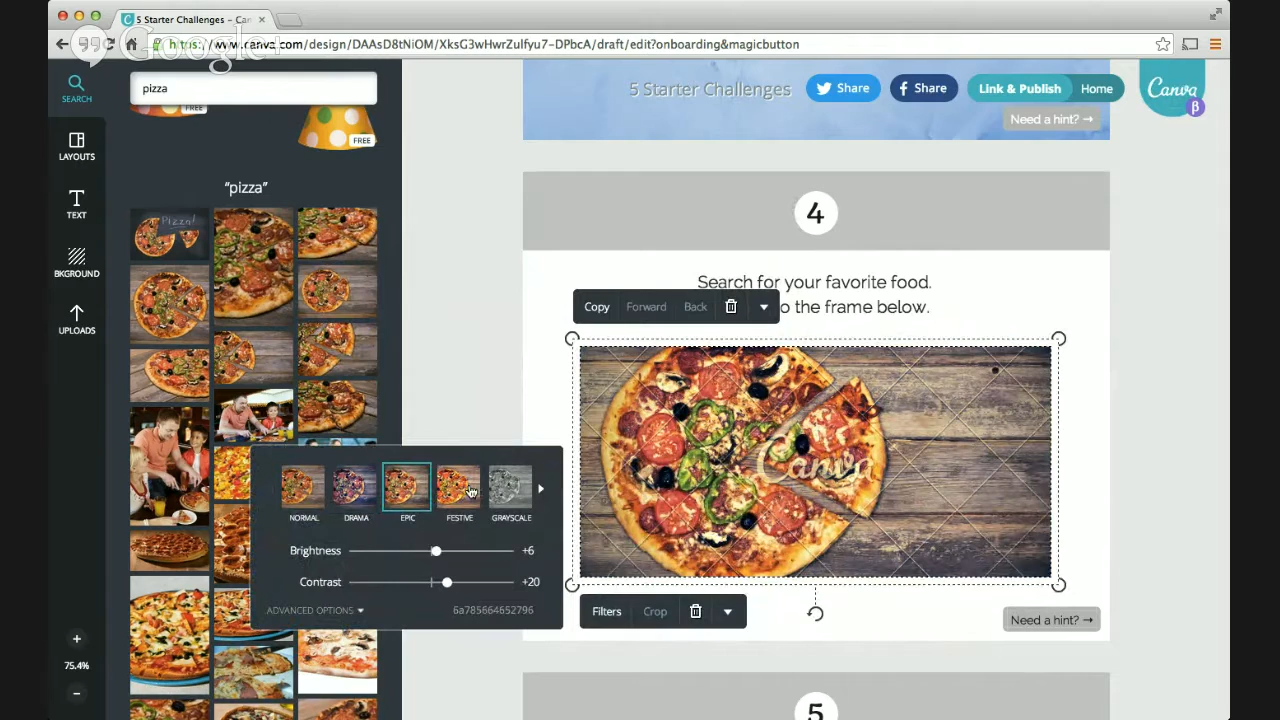 5 Starter Challenges – Can
Google+
https://www.canva.com/design/DAAsD8tNiOM/XksG3wHwrZulfyu7-DPbcA/draft/edit?onboarding&magicbutton
SEARCH
LAYOUTS
TEXT
BKGROUND
UPLOADS
75.4%
pizza
FREE
FREE
“pizza”
Pizza!
5 Starter Challenges
Share
Share
Link & Publish
Home
Canva
β
Need a hint? →
4
Search for your favorite food.
o the frame below.
Copy
Forward
Back
Canva
NORMAL
DRAMA
EPIC
FESTIVE
GRAYSCALE
Brightness
+6
Contrast
+20
ADVANCED OPTIONS
6a785664652796
Filters
Crop
Need a hint? →
5